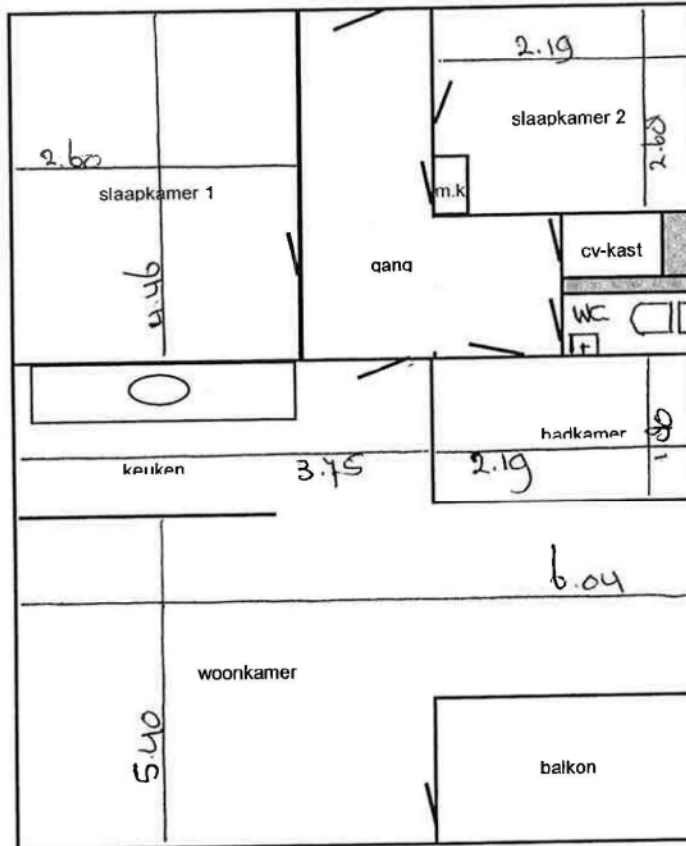 2.19
slaapkamer 2
2.60
2.60
m.k
slaapkamer 1
cv-kast
gang
4.46
WC
badkamer
keuken
3.75
2.19
6.04
woonkamer
5.40
balkon